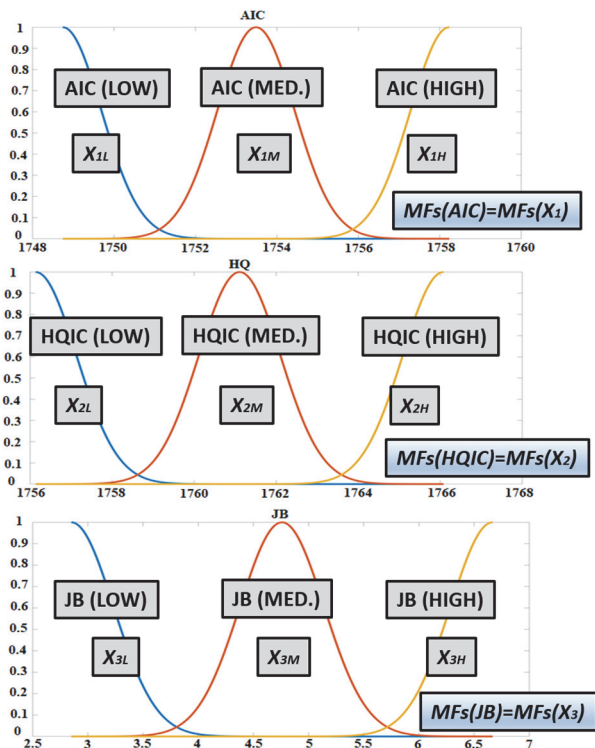 AIC
1
0.9
0.8
0.7
0.6
0.5
0.4
0.3
0.2
0.1
0
AIC (LOW)
AIC (MED.)
AIC (HIGH)
X1L
X1M
X1H
MFs(AIC)=MFs(X1)
1748 1750 1752 1754 1756 1758 1760
HQ
1
0.9
0.8
0.7
0.6
0.5
0.4
0.3
0.2
0.1
0
HQIC (LOW)
HQIC (MED.)
HQIC (HIGH)
X2L
X2M
X2H
MFs(HQIC)=MFs(X2)
1756 1758 1760 1762 1764 1766 1768
JB
1
0.9
0.8
0.7
0.6
0.5
0.4
0.3
0.2
0.1
0
JB (LOW)
JB (MED.)
JB (HIGH)
X3L
X3M
X3H
MFs(JB)=MFs(X3)
2.5 3 3.5 4 4.5 5 5.5 6 6.5 7